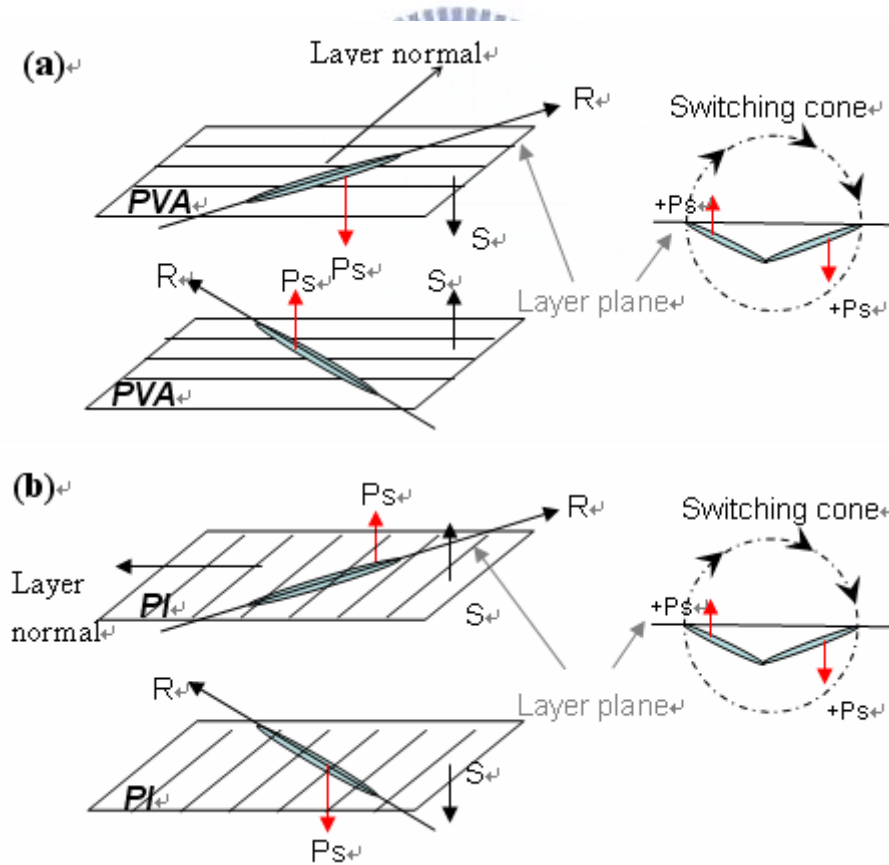 (a)↵
Layer normal↵
R↵
Switching cone↵
PVA↵
S↵
Ps↵
+Ps↵
R↵
Ps↵
S↵
Layer plane↵
+Ps↵
PVA↵
(b)↵
Ps↵
R↵
Switching cone↵
Layer
normal↵
PI↵
S↵
+Ps↵
R↵
Layer plane↵
+Ps↵
PI↵
S↵
Ps↵